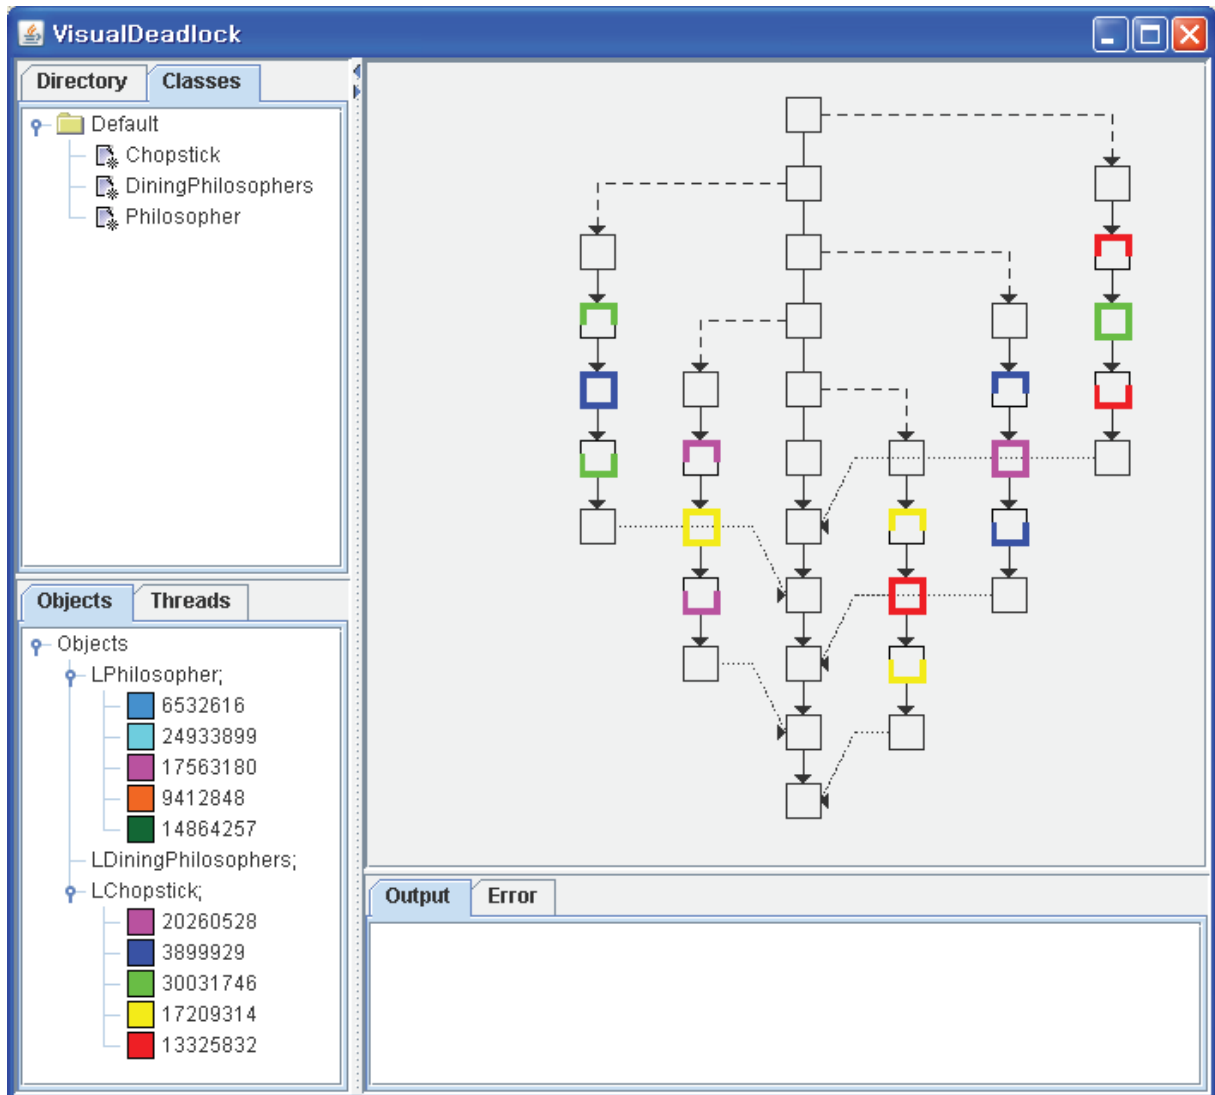 VisualDeadlock
Directory Classes
Default
Chopstick
DiningPhilosophers
Philosopher
Objects Threads
Objects
LPhilosopher;
6532616
24933899
17563180
9412848
14864257
LDiningPhilosophers;
LChopstick;
20260528
3899929
30031746
17209314
13325832
Output Error